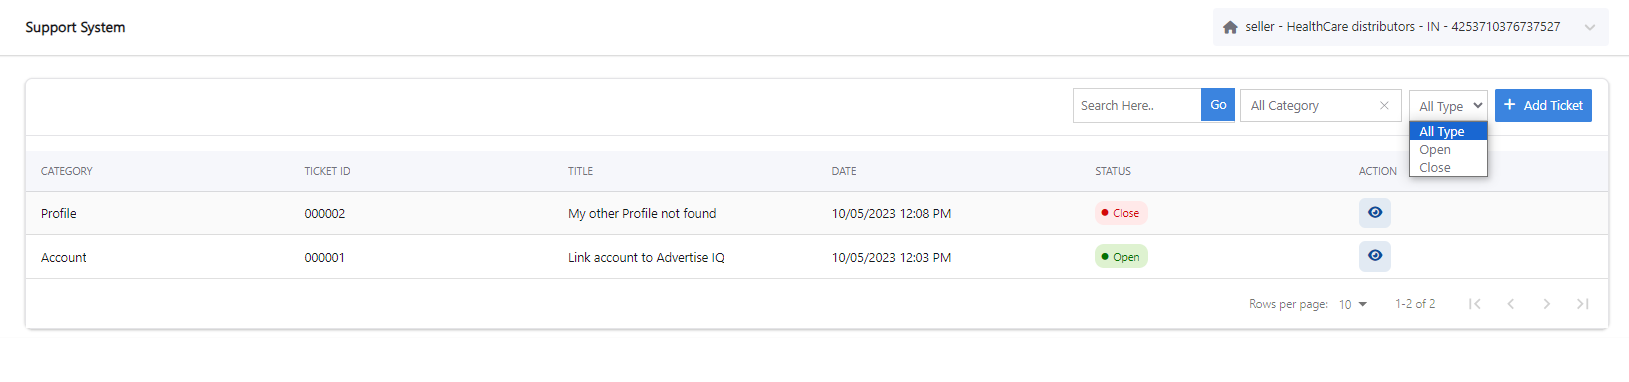 Support System
seller - HealthCare distributors - IN - 4253710376737527
Search Here.. Go All Category All Type + Add Ticket
All Type
Open
Close
CATEGORY TICKET ID TITLE DATE STATUS ACTION
Profile 000002 My other Profile not found 10/05/2023 12:08 PM Close
Account 000001 Link account to Advertise IQ 10/05/2023 12:03 PM Open
Rows per page: 10 1-2 of 2